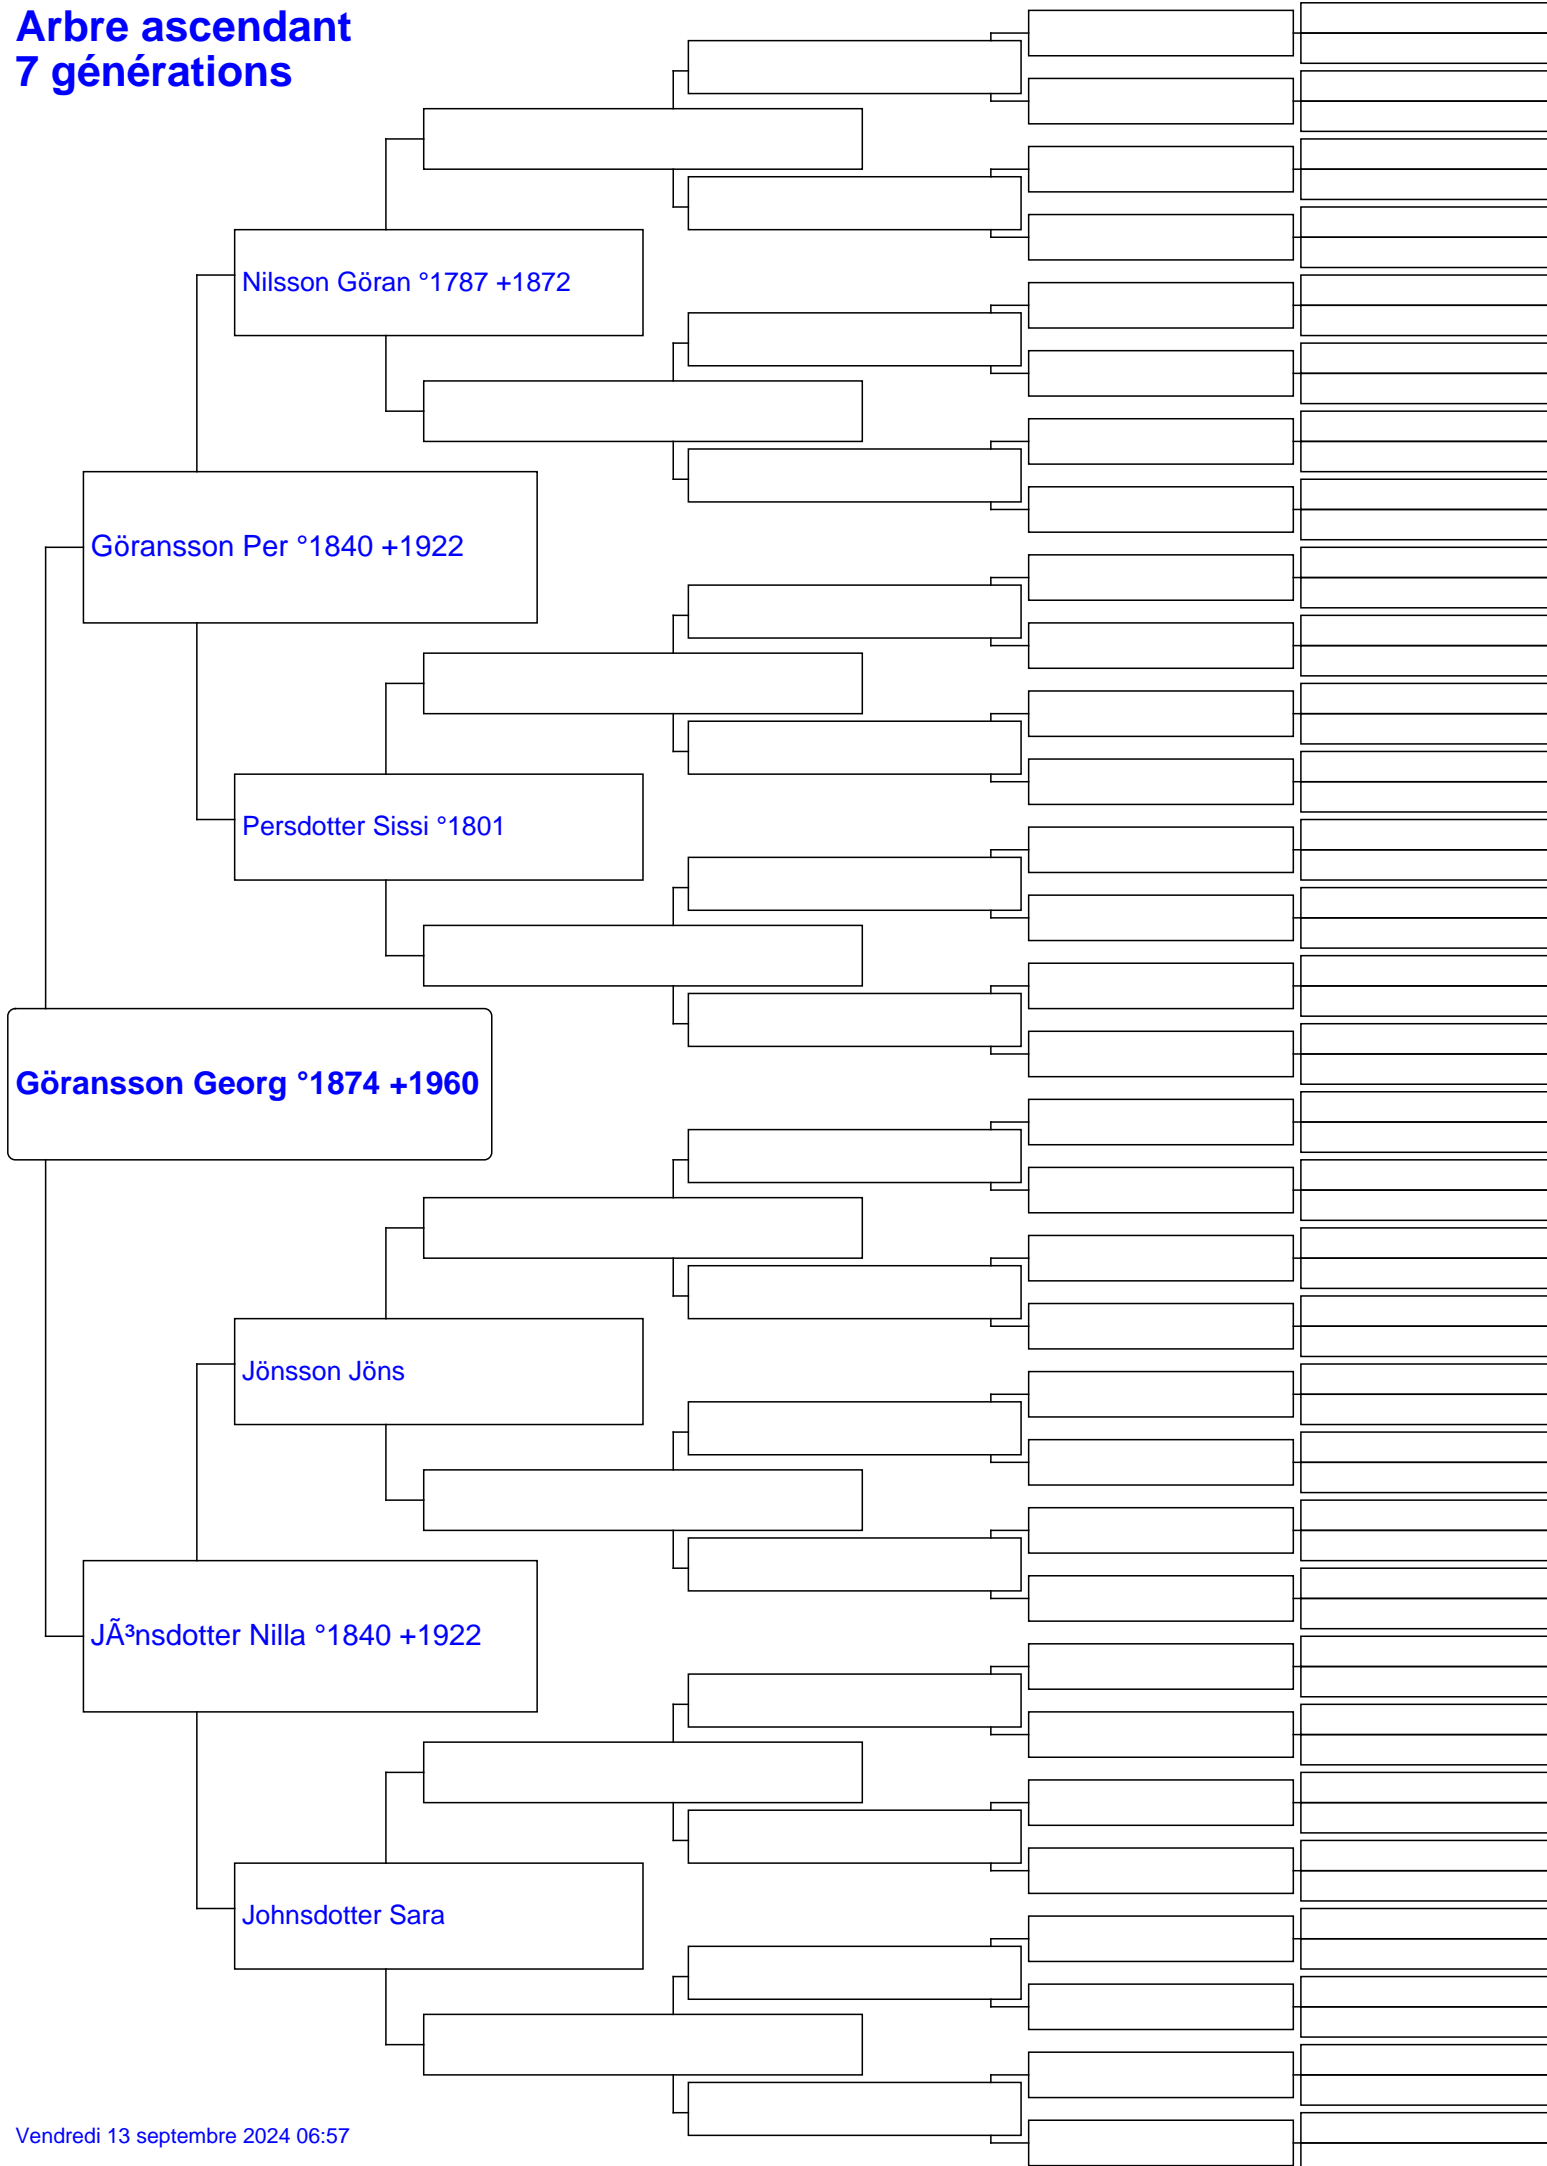 Arbre ascendant
7 générations
Nilsson Göran °1787 +1872
Göransson Per °1840 +1922
Persdotter Sissi °1801
Göransson Georg °1874 +1960
Jönsson Jöns
JÃ³nsdotter Nilla °1840 +1922
Johnsdotter Sara
Vendredi 13 septembre 2024 06:57